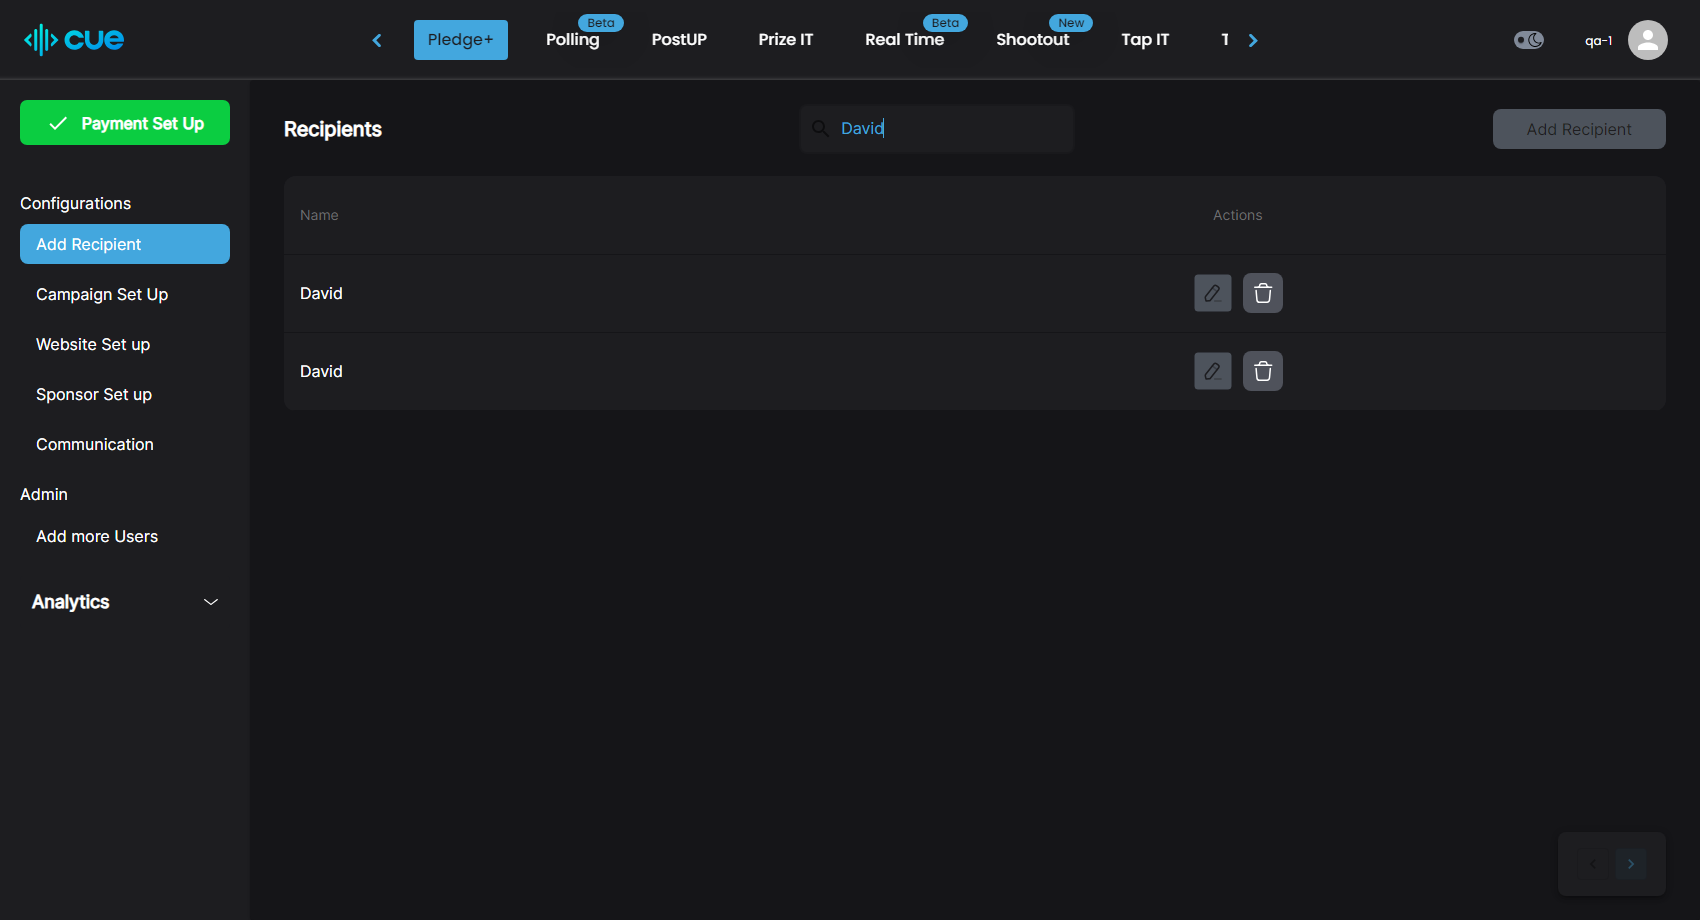 cue
Pledge+
Polling
Beta
PostUP
Prize IT
Real Time
Beta
Shootout
New
Tap IT
T
qa-1
Payment Set Up
Configurations
Add Recipient
Campaign Set Up
Website Set up
Sponsor Set up
Communication
Admin
Add more Users
Analytics
Recipients
David
Add Recipient
Name
Actions
David
David